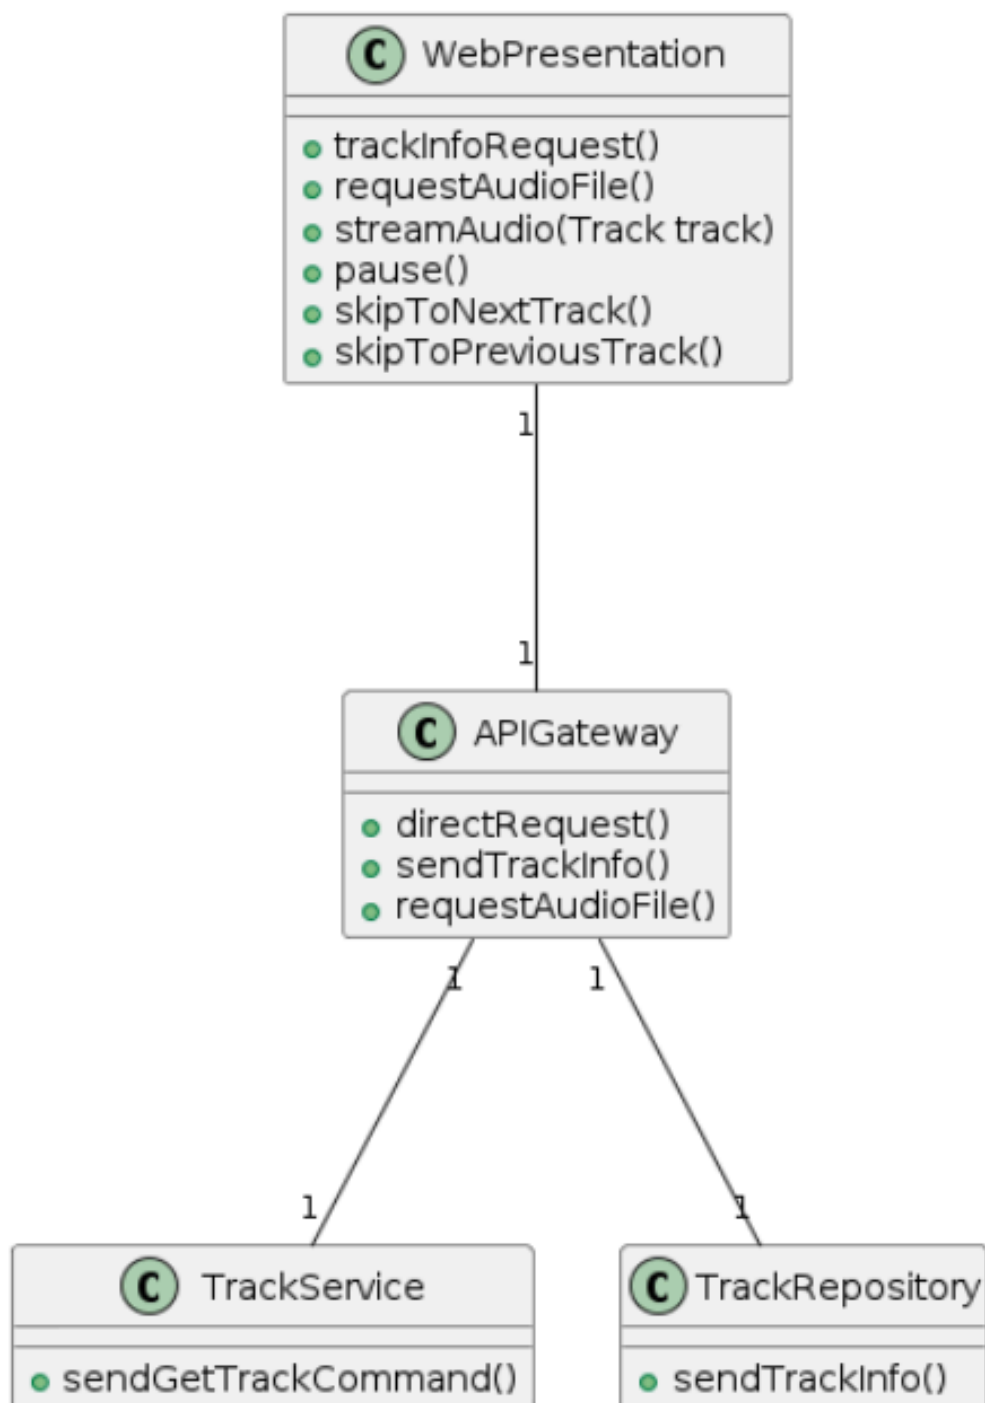 C WebPresentation
trackInfoRequest()
requestAudioFile()
streamAudio(Track track)
pause()
skipToNextTrack()
skipToPreviousTrack()
1
1
C APIGateway
directRequest()
sendTrackInfo()
requestAudioFile()
1 1
1 1
C TrackService
sendGetTrackCommand()
C TrackRepository
sendTrackInfo()